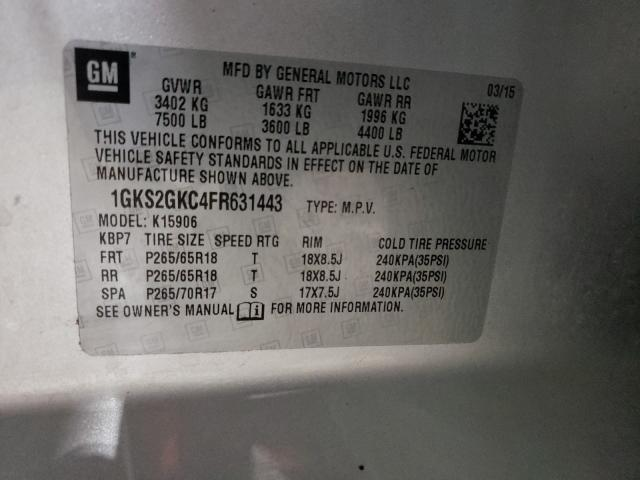 GM
MFD BY GENERAL MOTORS LLC 03/15
GVWR GAWR FRT GAWR RR
3402 KG 1633 KG 1996 KG
7500 LB 3600 LB 4400 LB
THIS VEHICLE CONFORMS TO ALL APPLICABLE U.S. FEDERAL MOTOR
VEHICLE SAFETY STANDARDS IN EFFECT ON THE DATE OF
MANUFACTURE SHOWN ABOVE.
1GKS2GKC4FR631443 TYPE: M.P.V.
MODEL: K15906
KBP7 TIRE SIZE SPEED RTG RIM COLD TIRE PRESSURE
FRT P265/65R18 T 18X8.5J 240KPA(35PSI)
RR P265/65R18 T 18X8.5J 240KPA(35PSI)
SPA P265/70R17 S 17X7.5J 240KPA(35PSI)
SEE OWNER'S MANUAL FOR MORE INFORMATION.